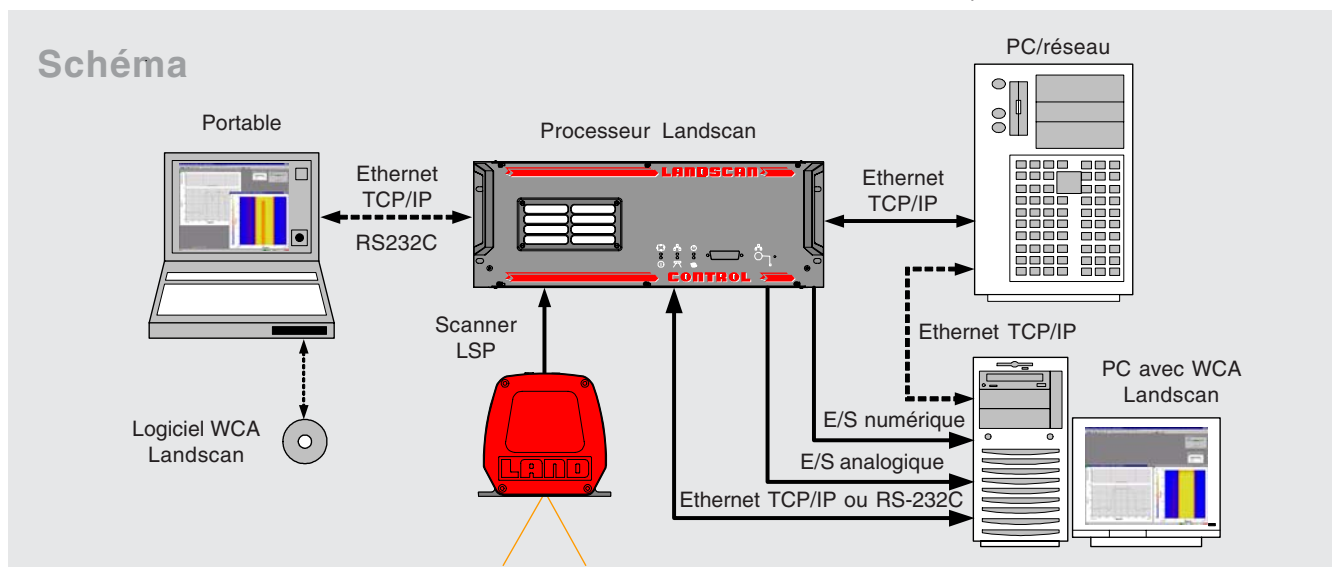 Schéma
PC/réseau
Portable
Processeur Landscan
Ethernet
TCP/IP
RS232C
LANDSCAN
CONTROL
Ethernet
TCP/IP
Scanner
LSP
LAND
Ethernet TCP/IP
PC avec WCA
Landscan
Logiciel WCA
Landscan
E/S numérique
E/S analogique
Ethernet TCP/IP ou RS-232C